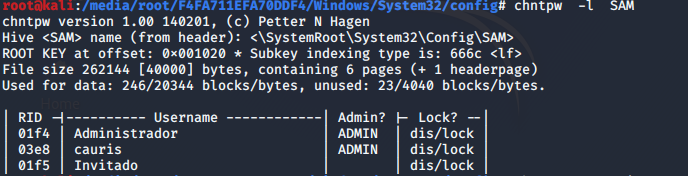 root@kali:/media/root/F4FA711EFA70DDF4/Windows/System32/config# chntpw  -l  SAM
chntpw version 1.00 140201, (c) Petter N Hagen
Hive <SAM> name (from header): <\SystemRoot\System32\Config\SAM>
ROOT KEY at offset: 0×001020 * Subkey indexing type is: 666c <lf>
File size 262144 [40000] bytes, containing 6 pages (+ 1 headerpage)
Used for data: 246/20344 blocks/bytes, unused: 23/4040 blocks/bytes.
| RID -|---------- Username ------------| Admin? |- Lock? --|
| 01f4 | Administrador                  | ADMIN  | dis/lock |
| 03e8 | cauris                         | ADMIN  | dis/lock |
| 01f5 | Invitado                       |        | dis/lock |